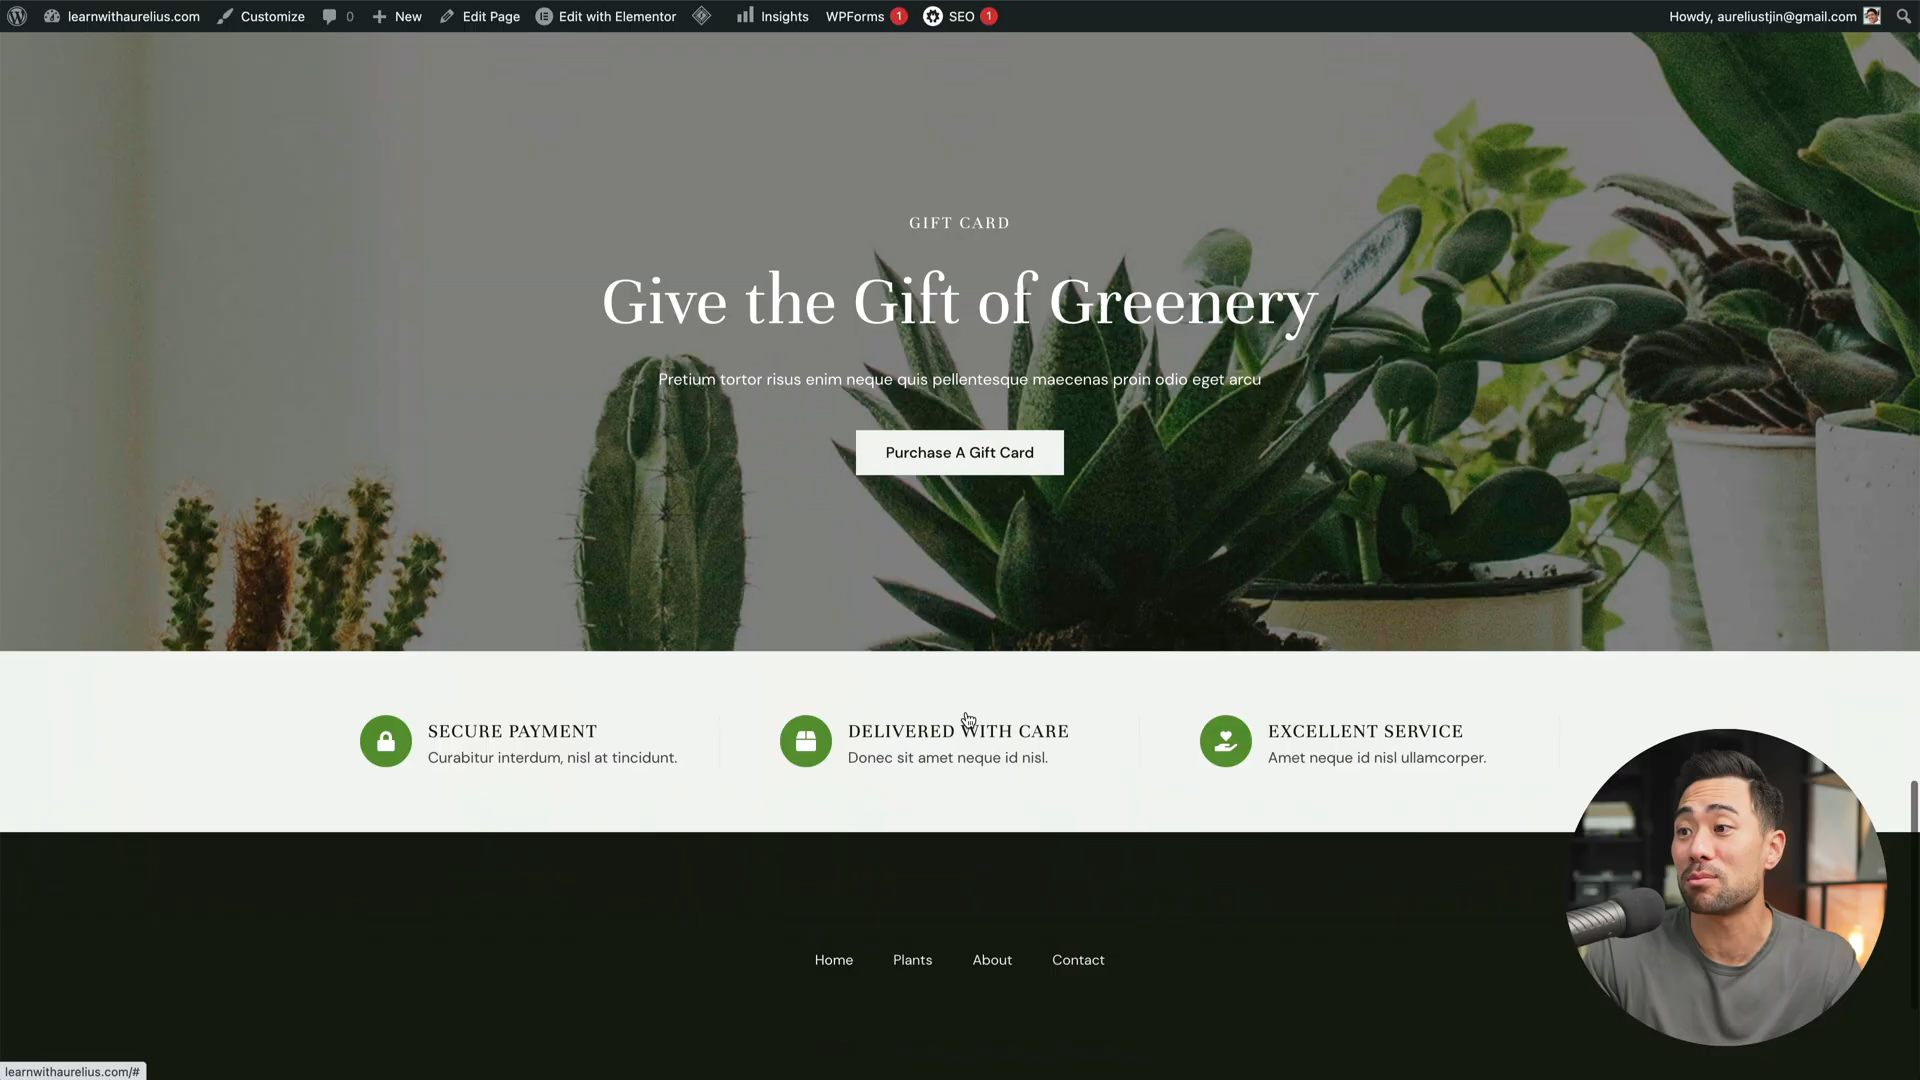 learnwithaurelius.com Customize 0 New Edit Page Edit with Elementor Insights WPForms 1 SEO 1 Howdy, aureliustjin@gmail.com
GIFT CARD
Give the Gift of Greenery
Pretium tortor risus enim neque quis pellentesque maecenas proin odio eget arcu
Purchase A Gift Card
SECURE PAYMENT
Curabitur interdum, nisl at tincidunt.
DELIVERED WITH CARE
Donec sit amet neque id nisl.
EXCELLENT SERVICE
Amet neque id nisl ullamcorper.
Home Plants About Contact
learnwithaurelius.com/#